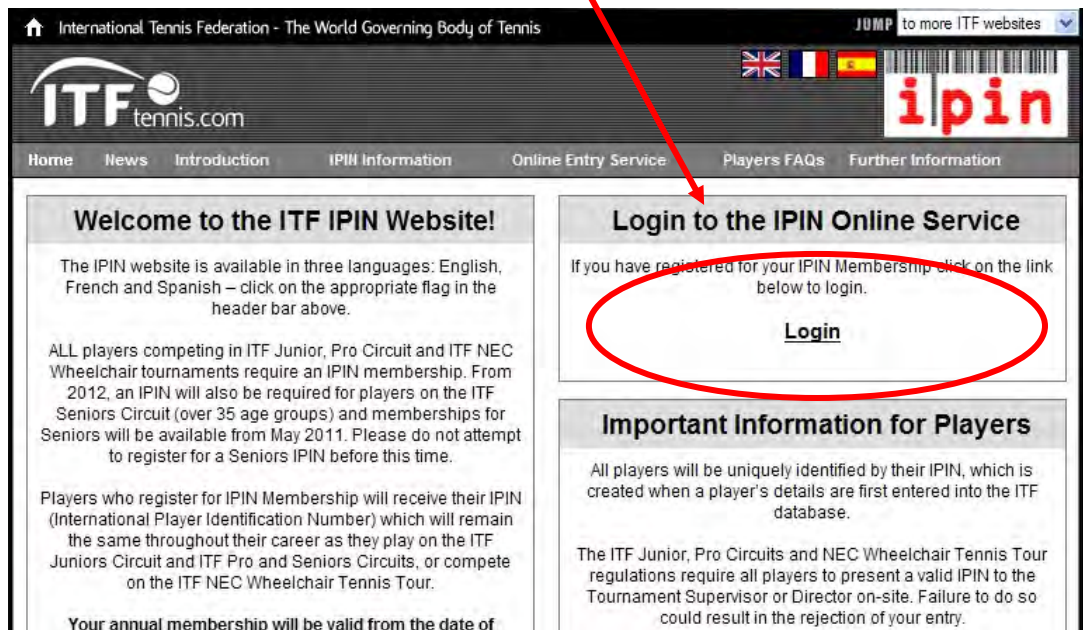 International Tennis Federation - The World Governing Body of Tennis
JUMP to more ITF websites
ITFtennis.com
ipin
Home News Introduction IPIN Information Online Entry Service Players FAQs Further Information
Welcome to the ITF IPIN Website!
The IPIN website is available in three languages: English,
French and Spanish – click on the appropriate flag in the
header bar above.
ALL players competing in ITF Junior, Pro Circuit and ITF NEC
Wheelchair tournaments require an IPIN membership. From
2012, an IPIN will also be required for players on the ITF
Seniors Circuit (over 35 age groups) and memberships for
Seniors will be available from May 2011. Please do not attempt
to register for a Seniors IPIN before this time.
Players who register for IPIN Membership will receive their IPIN
(International Player Identification Number) which will remain
the same throughout their career as they play on the ITF
Juniors Circuit and ITF Pro and Seniors Circuits, or compete
on the ITF NEC Wheelchair Tennis Tour.
Your annual membership will be valid from the date of
Login to the IPIN Online Service
If you have registered for your IPIN Membership click on the link
below to login.
Login
Important Information for Players
All players will be uniquely identified by their IPIN, which is
created when a player's details are first entered into the ITF
database.
The ITF Junior, Pro Circuits and NEC Wheelchair Tennis Tour
regulations require all players to present a valid IPIN to the
Tournament Supervisor or Director on-site. Failure to do so
could result in the rejection of your entry.